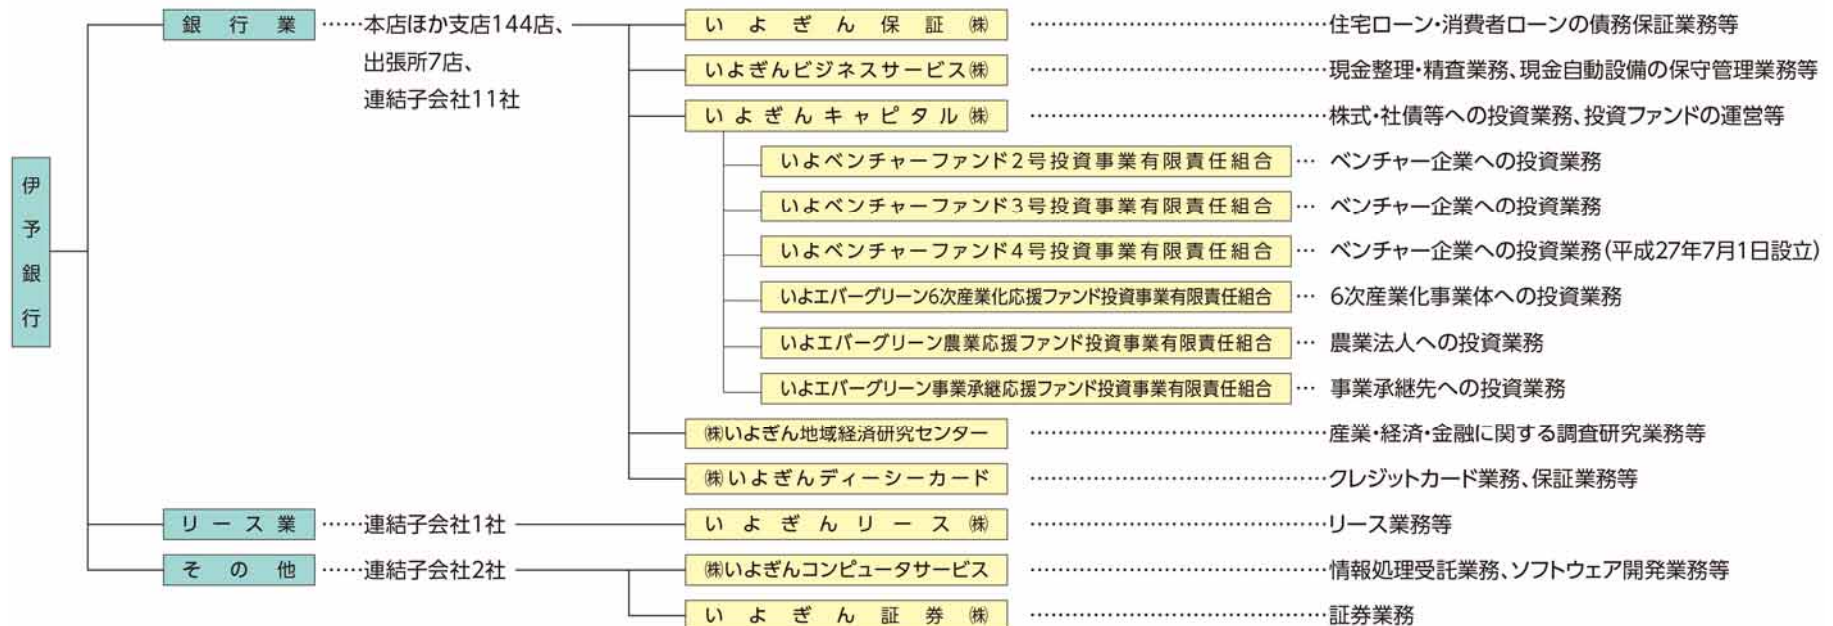 伊予銀行
銀行業……本店ほか支店144店、
出張所7店、
連結子会社11社
いよぎん保証㈱……住宅ローン・消費者ローンの債務保証業務等
いよぎんビジネスサービス㈱……現金整理・精査業務、現金自動設備の保守管理業務等
いよぎんキャピタル㈱……株式・社債等への投資業務、投資ファンドの運営等
いよベンチャーファンド2号投資事業有限責任組合… ベンチャー企業への投資業務
いよベンチャーファンド3号投資事業有限責任組合… ベンチャー企業への投資業務
いよベンチャーファンド4号投資事業有限責任組合… ベンチャー企業への投資業務(平成27年7月1日設立)
いよエバーグリーン6次産業化応援ファンド投資事業有限責任組合… 6次産業化事業体への投資業務
いよエバーグリーン農業応援ファンド投資事業有限責任組合… 農業法人への投資業務
いよエバーグリーン事業承継応援ファンド投資事業有限責任組合… 事業承継先への投資業務
㈱いよぎん地域経済研究センター……産業・経済・金融に関する調査研究業務等
㈱いよぎんディーシーカード……クレジットカード業務、保証業務等
リース業……連結子会社1社 いよぎんリース㈱……リース業務等
その他……連結子会社2社 ㈱いよぎんコンピュータサービス……情報処理受託業務、ソフトウェア開発業務等
いよぎん証券㈱……証券業務